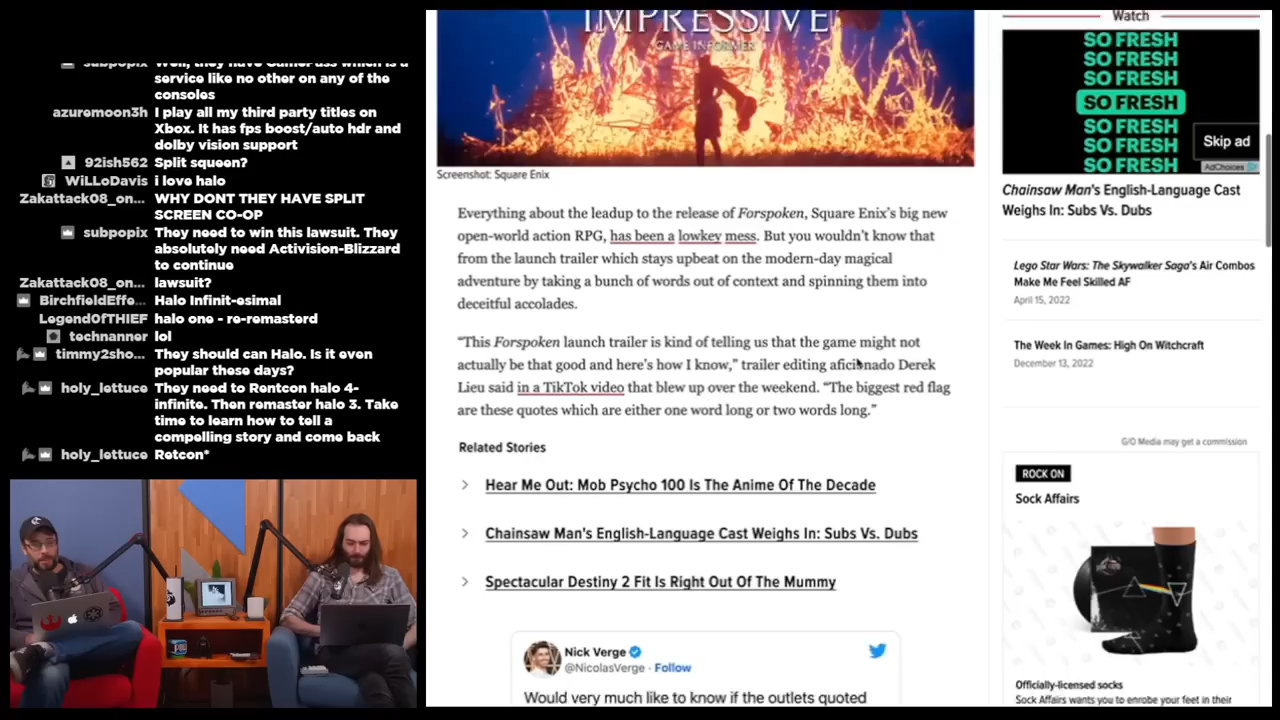 subpopix Well, they have GamePass which is a
service like no other on any of the
consoles
azuremoon3h I play all my third party titles on
Xbox. It has fps boost/auto hdr and
dolby vision support
92ish562 Split squeen?
WiLLoDavis i love halo
Zakattack08_on... WHY DONT THEY HAVE SPLIT
SCREEN CO-OP
subpopix They need to win this lawsuit. They
absolutely need Activision-Blizzard
to continue
Zakattack08_on... lawsuit?
BirchfieldEffe... Halo Infinit-esimal
LegendOfTHIEF halo one - re-remasterd
technanner lol
timmy2sho... They should can Halo. Is it even
popular these days?
holy_lettuce They need to Rentcon halo 4-
infinite. Then remaster halo 3. Take
time to learn how to tell a
compelling story and come back
holy_lettuce Retcon*
IMPRESSIVE
GAME INFORMER
Screenshot: Square Enix
Everything about the leadup to the release of Forspoken, Square Enix's big new
open-world action RPG, has been a lowkey mess. But you wouldn't know that
from the launch trailer which stays upbeat on the modern-day magical
adventure by taking a bunch of words out of context and spinning them into
deceitful accolades.
"This Forspoken launch trailer is kind of telling us that the game might not
actually be that good and here's how I know," trailer editing aficionado Derek
Lieu said in a TikTok video that blew up over the weekend. "The biggest red flag
are these quotes which are either one word long or two words long."
Related Stories
Hear Me Out: Mob Psycho 100 Is The Anime Of The Decade
Chainsaw Man's English-Language Cast Weighs In: Subs Vs. Dubs
Spectacular Destiny 2 Fit Is Right Out Of The Mummy
Nick Verge
@NicolasVerge · Follow
Would very much like to know if the outlets quoted
Watch
SO FRESH
SO FRESH
SO FRESH
SO FRESH
SO FRESH
SO FRESH
SO FRESH
Skip ad
AdChoices
Chainsaw Man's English-Language Cast
Weighs In: Subs Vs. Dubs
Lego Star Wars: The Skywalker Saga's Air Combos
Make Me Feel Skilled AF
April 15, 2022
The Week In Games: High On Witchcraft
December 13, 2022
G/O Media may get a commission
ROCK ON
Sock Affairs
Officially-licensed socks
Sock Affairs wants you to enrobe your feet in their